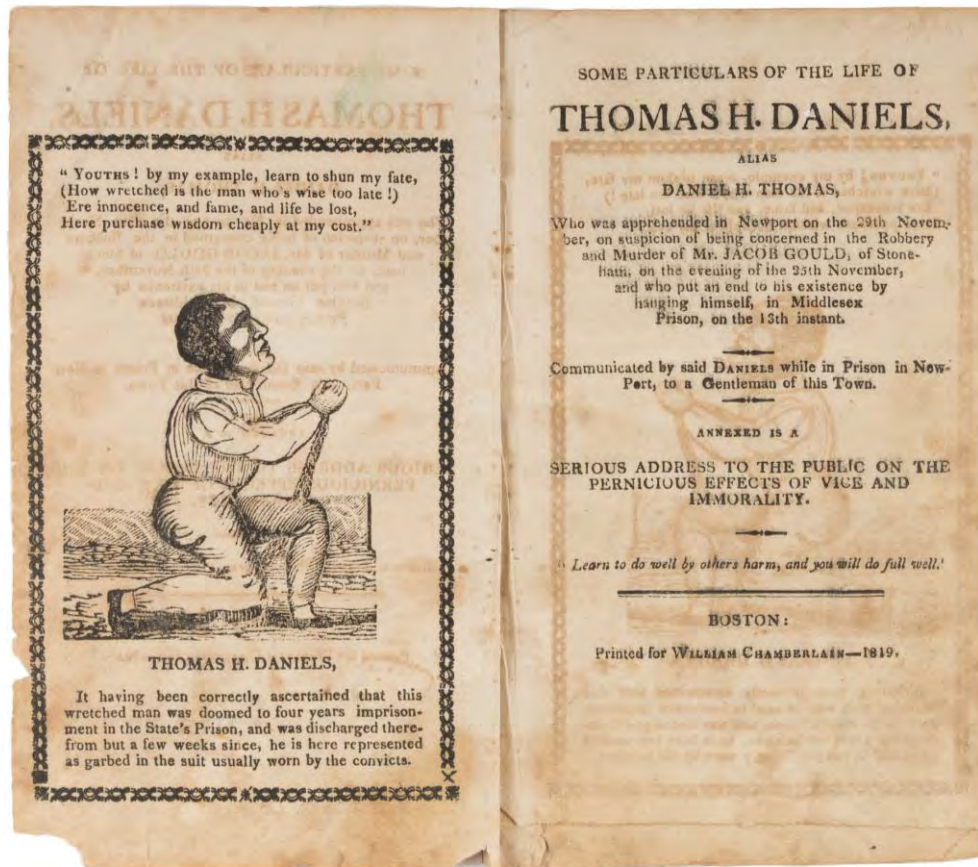 “ YOUTHS ! by my example, learn to shun my fate,
(How wretched is the man who's wise too late !)
Ere innocence, and fame, and life be lost,
Here purchase wisdom cheaply at my cost.”
THOMAS H. DANIELS,
It having been correctly ascertained that this
wretched man was doomed to four years imprison-
ment in the State's Prison, and was discharged there-
from but a few weeks since, he is here represented
as garbed in the suit usually worn by the convicts.
SOME PARTICULARS OF THE LIFE OF
THOMAS H. DANIELS,
ALIAS
DANIEL H. THOMAS,
Who was apprehended in Newport on the 29th Novem-
ber, on suspicion of being concerned in the Robbery
and Murder of Mr. JACOB GOULD, of Stone-
ham, on the evening of the 25th November,
and who put an end to his existence by
hanging himself, in Middlesex
Prison, on the 13th instant.
Communicated by said DANIELS while in Prison in New-
Port, to a Gentleman of this Town.
ANNEXED IS A
SERIOUS ADDRESS TO THE PUBLIC ON THE
PERNICIOUS EFFECTS OF VICE AND
IMMORALITY.
“ Learn to do well by others harm, and you will do full well.'
BOSTON:
Printed for WILLIAM CHAMBERLAIN—1819.